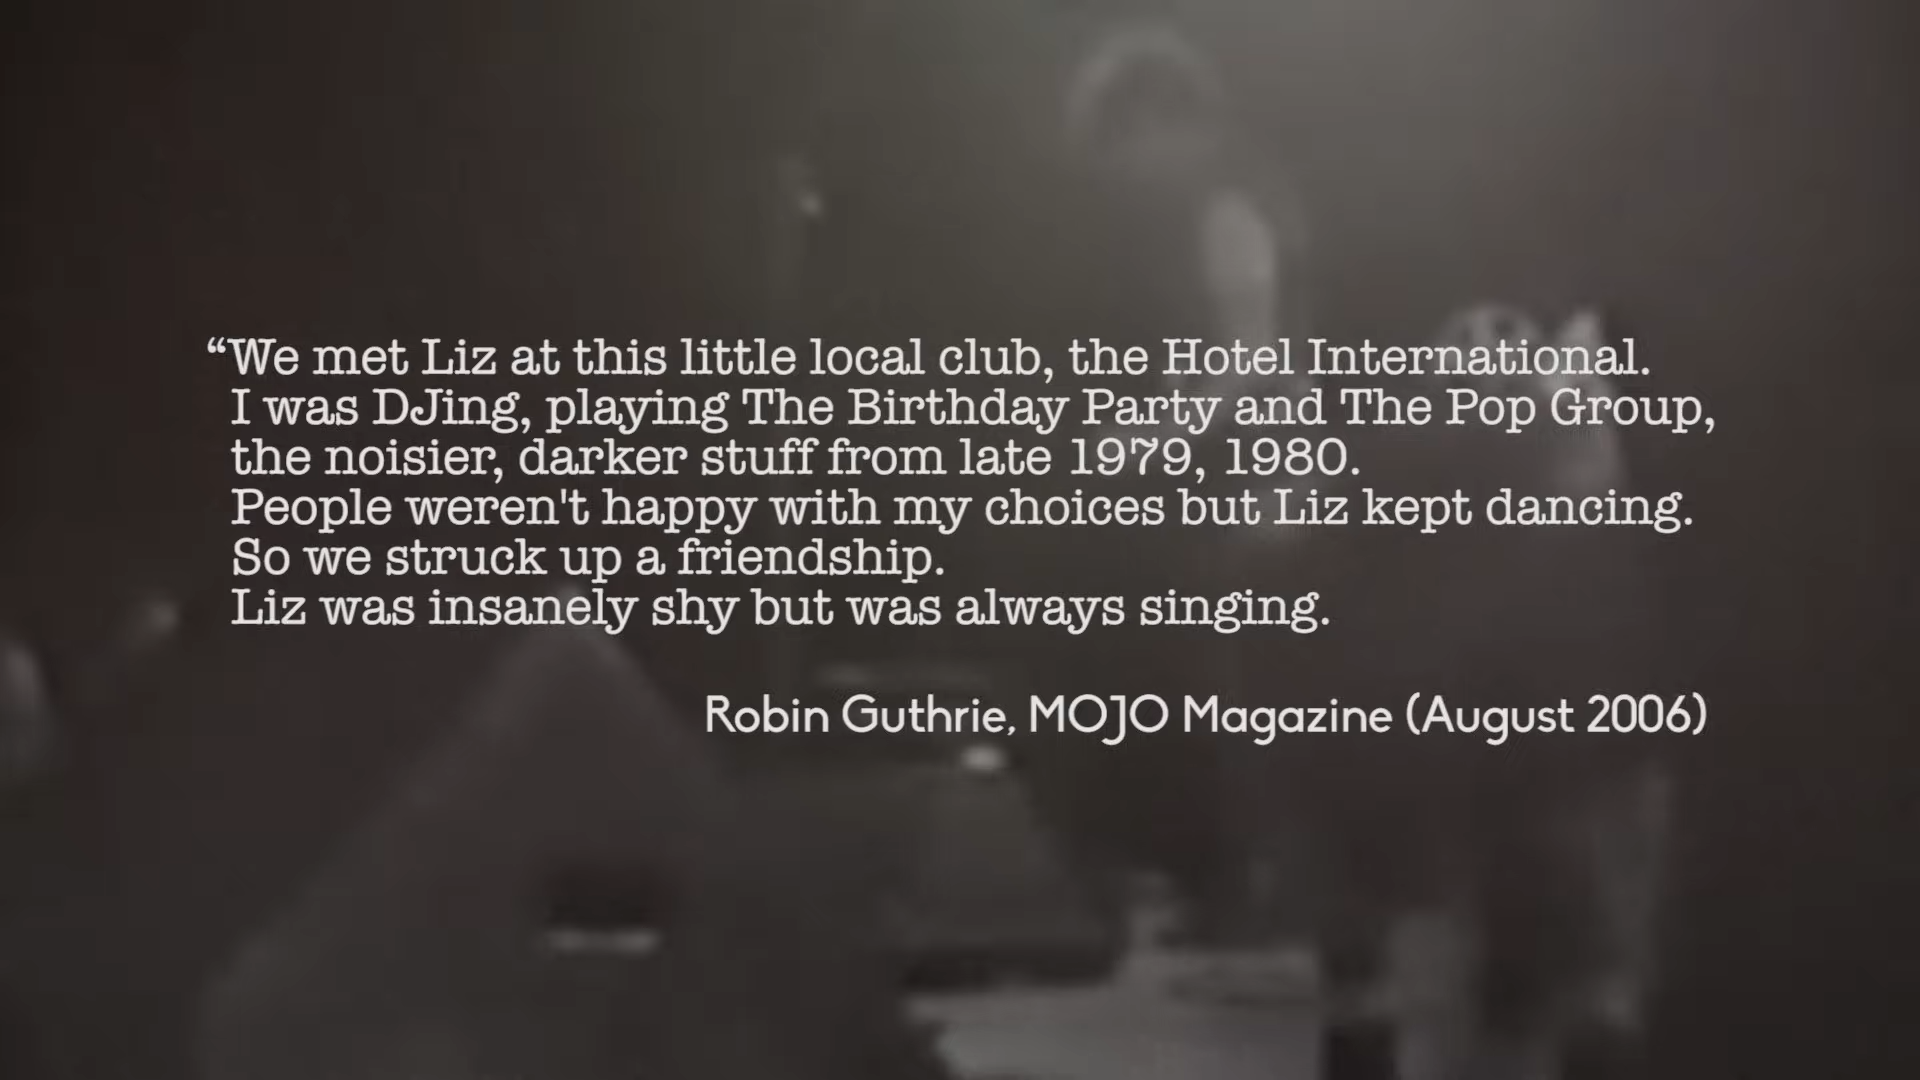 “We met Liz at this little local club, the Hotel International.
I was DJing, playing The Birthday Party and The Pop Group,
the noisier, darker stuff from late 1979, 1980.
People weren't happy with my choices but Liz kept dancing.
So we struck up a friendship.
Liz was insanely shy but was always singing.
Robin Guthrie, MOJO Magazine (August 2006)